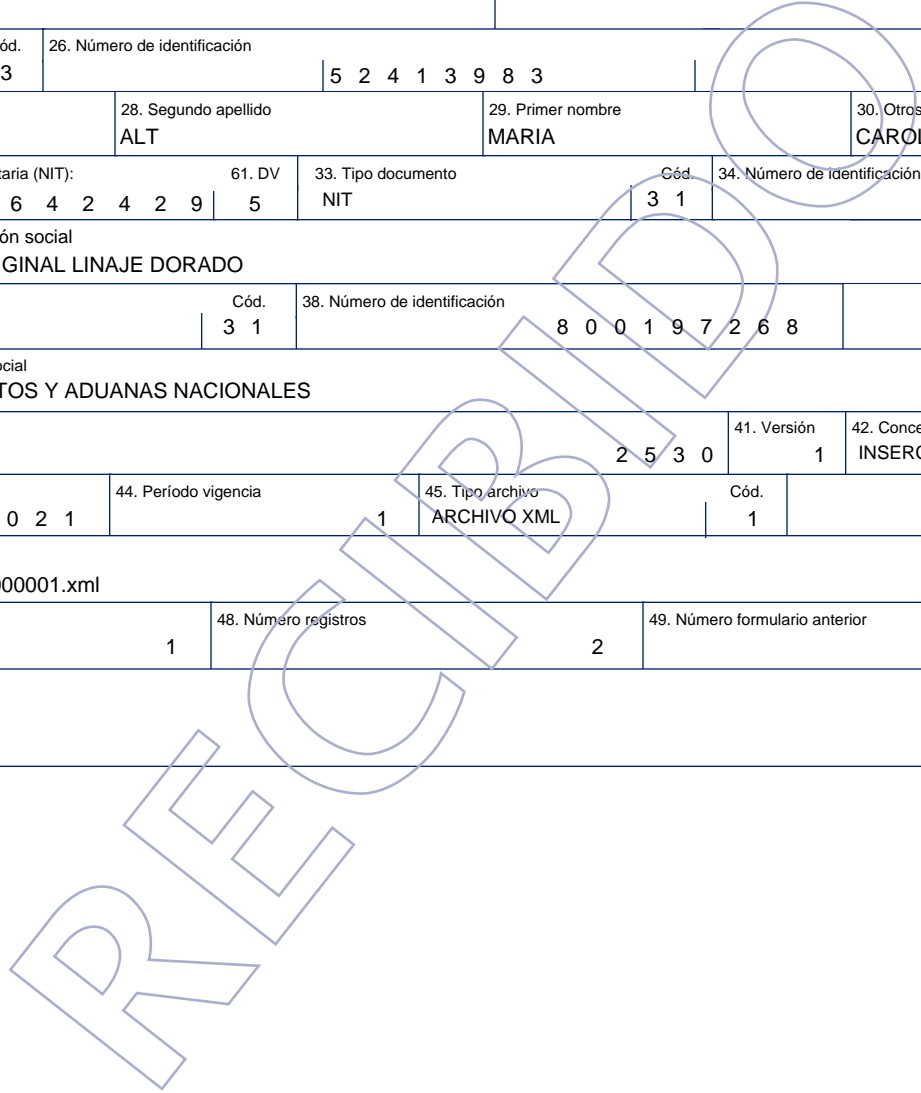 ód. 26. Número de identificación
3 5 2 4 1 3 9 8 3
28. Segundo apellido 29. Primer nombre 30. Otros
ALT MARIA CAROL
taria (NIT): 61. DV 33. Tipo documento Cód. 34. Número de identificación
6 4 2 4 2 9 5 NIT 3 1
ón social
GINAL LINAJE DORADO
Cód. 38. Número de identificación
3 1 8 0 0 1 9 7 2 6 8
ocial
TOS Y ADUANAS NACIONALES
41. Versión 42. Conce
2 5 3 0 1 INSERC
44. Período vigencia 45. Tipo archivo Cód.
0 2 1 1 ARCHIVO XML 1
000001.xml
48. Número registros 49. Número formulario anterior
1 2
RECIBIDO